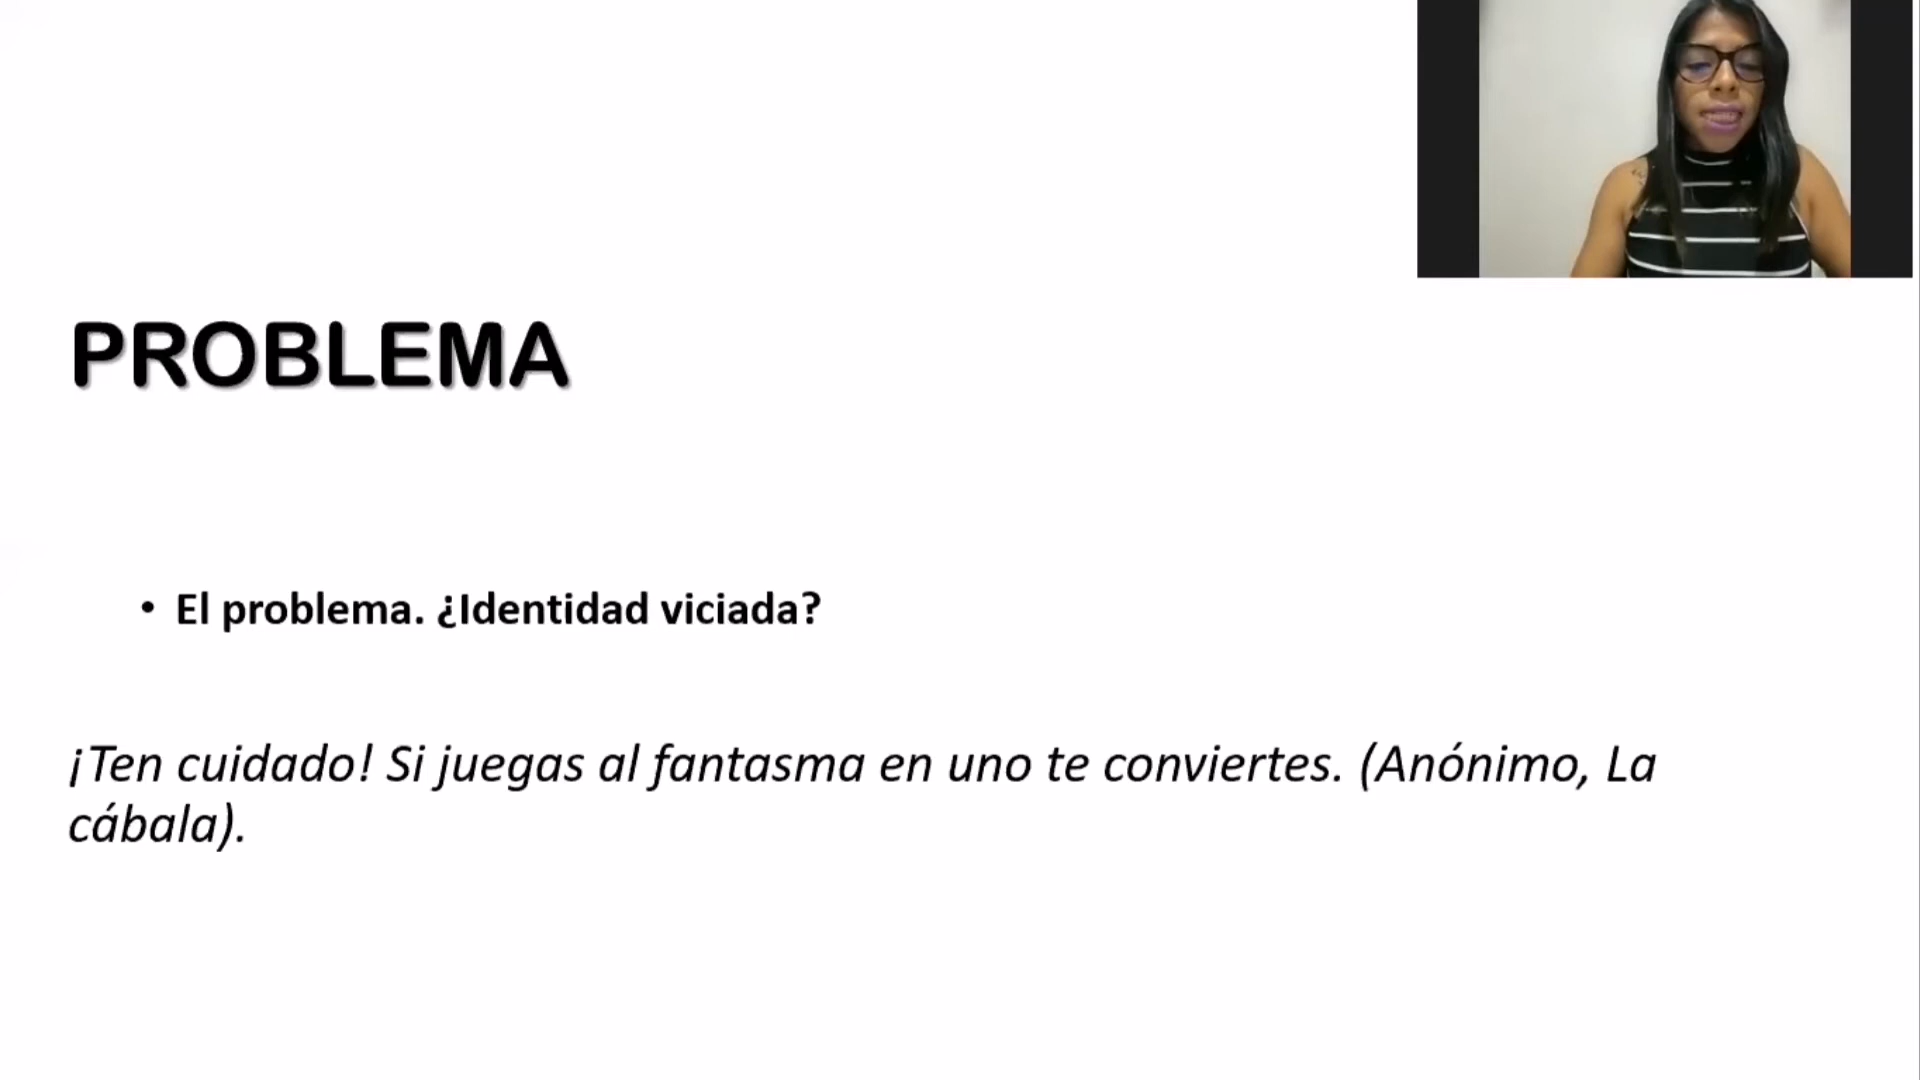 PROBLEMA
• El problema. ¿Identidad viciada?
¡Ten cuidado! Si juegas al fantasma en uno te conviertes. (Anónimo, La
cábala).